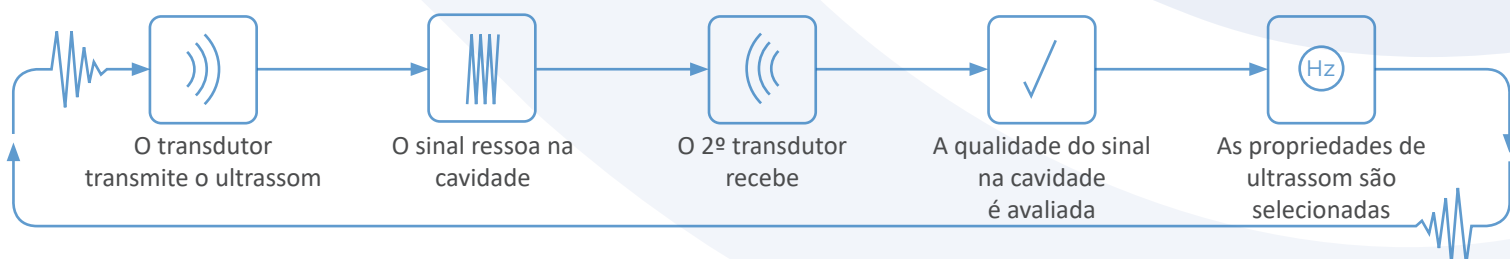 Hz
O transdutor
transmite o ultrassom
O sinal ressoa na
cavidade
O 2º transdutor
recebe
A qualidade do sinal
na cavidade
é avaliada
As propriedades de
ultrassom são
selecionadas